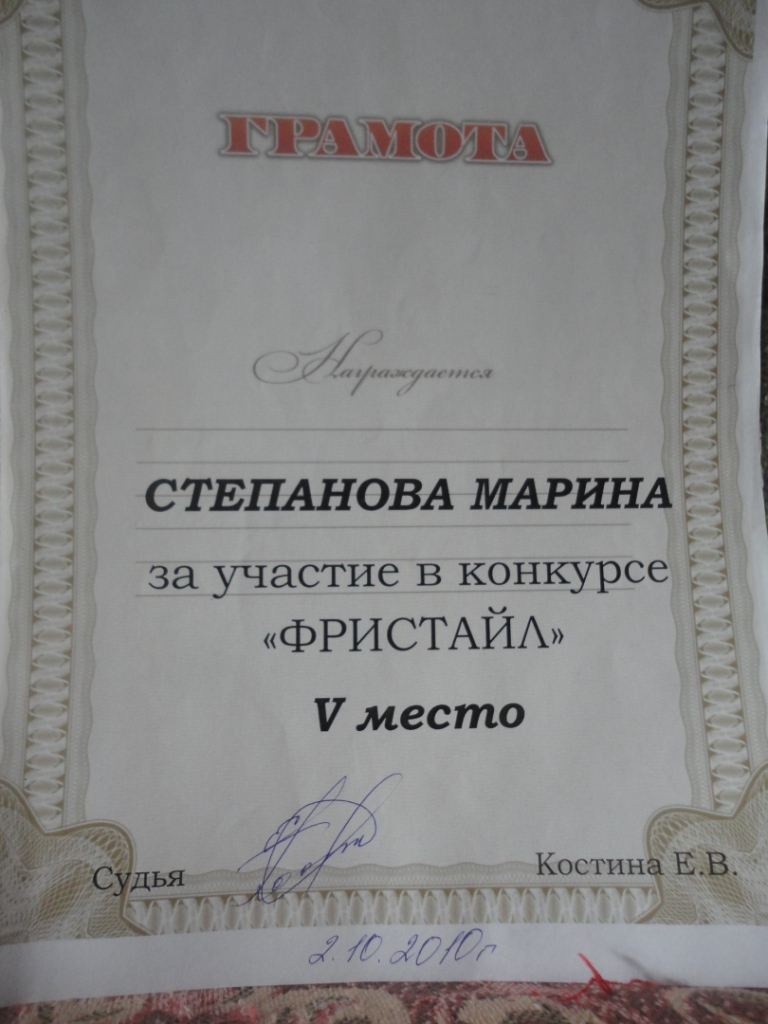 ГРАМОТА
Награждается
СТЕПАНОВА МАРИНА
за участие в конкурсе
«ФРИСТАЙЛ»
V место
Судья Костина Е.В.
2.10.2010г